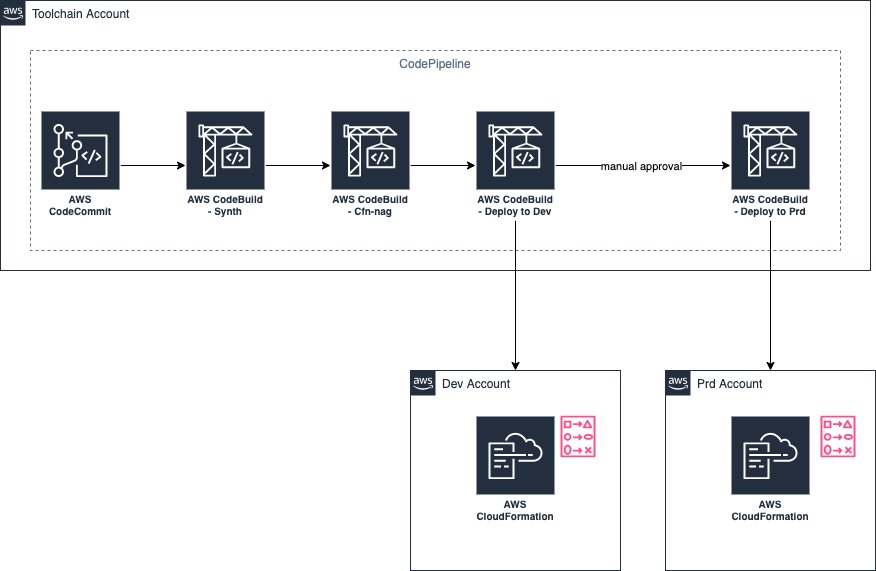 aws
Toolchain Account
CodePipeline
AWS
CodeCommit
AWS CodeBuild
- Synth
AWS CodeBuild
- Cfn-nag
AWS CodeBuild
- Deploy to Dev
manual approval
AWS CodeBuild
- Deploy to Prd
aws
Dev Account
AWS
CloudFormation
aws
Prd Account
AWS
CloudFormation